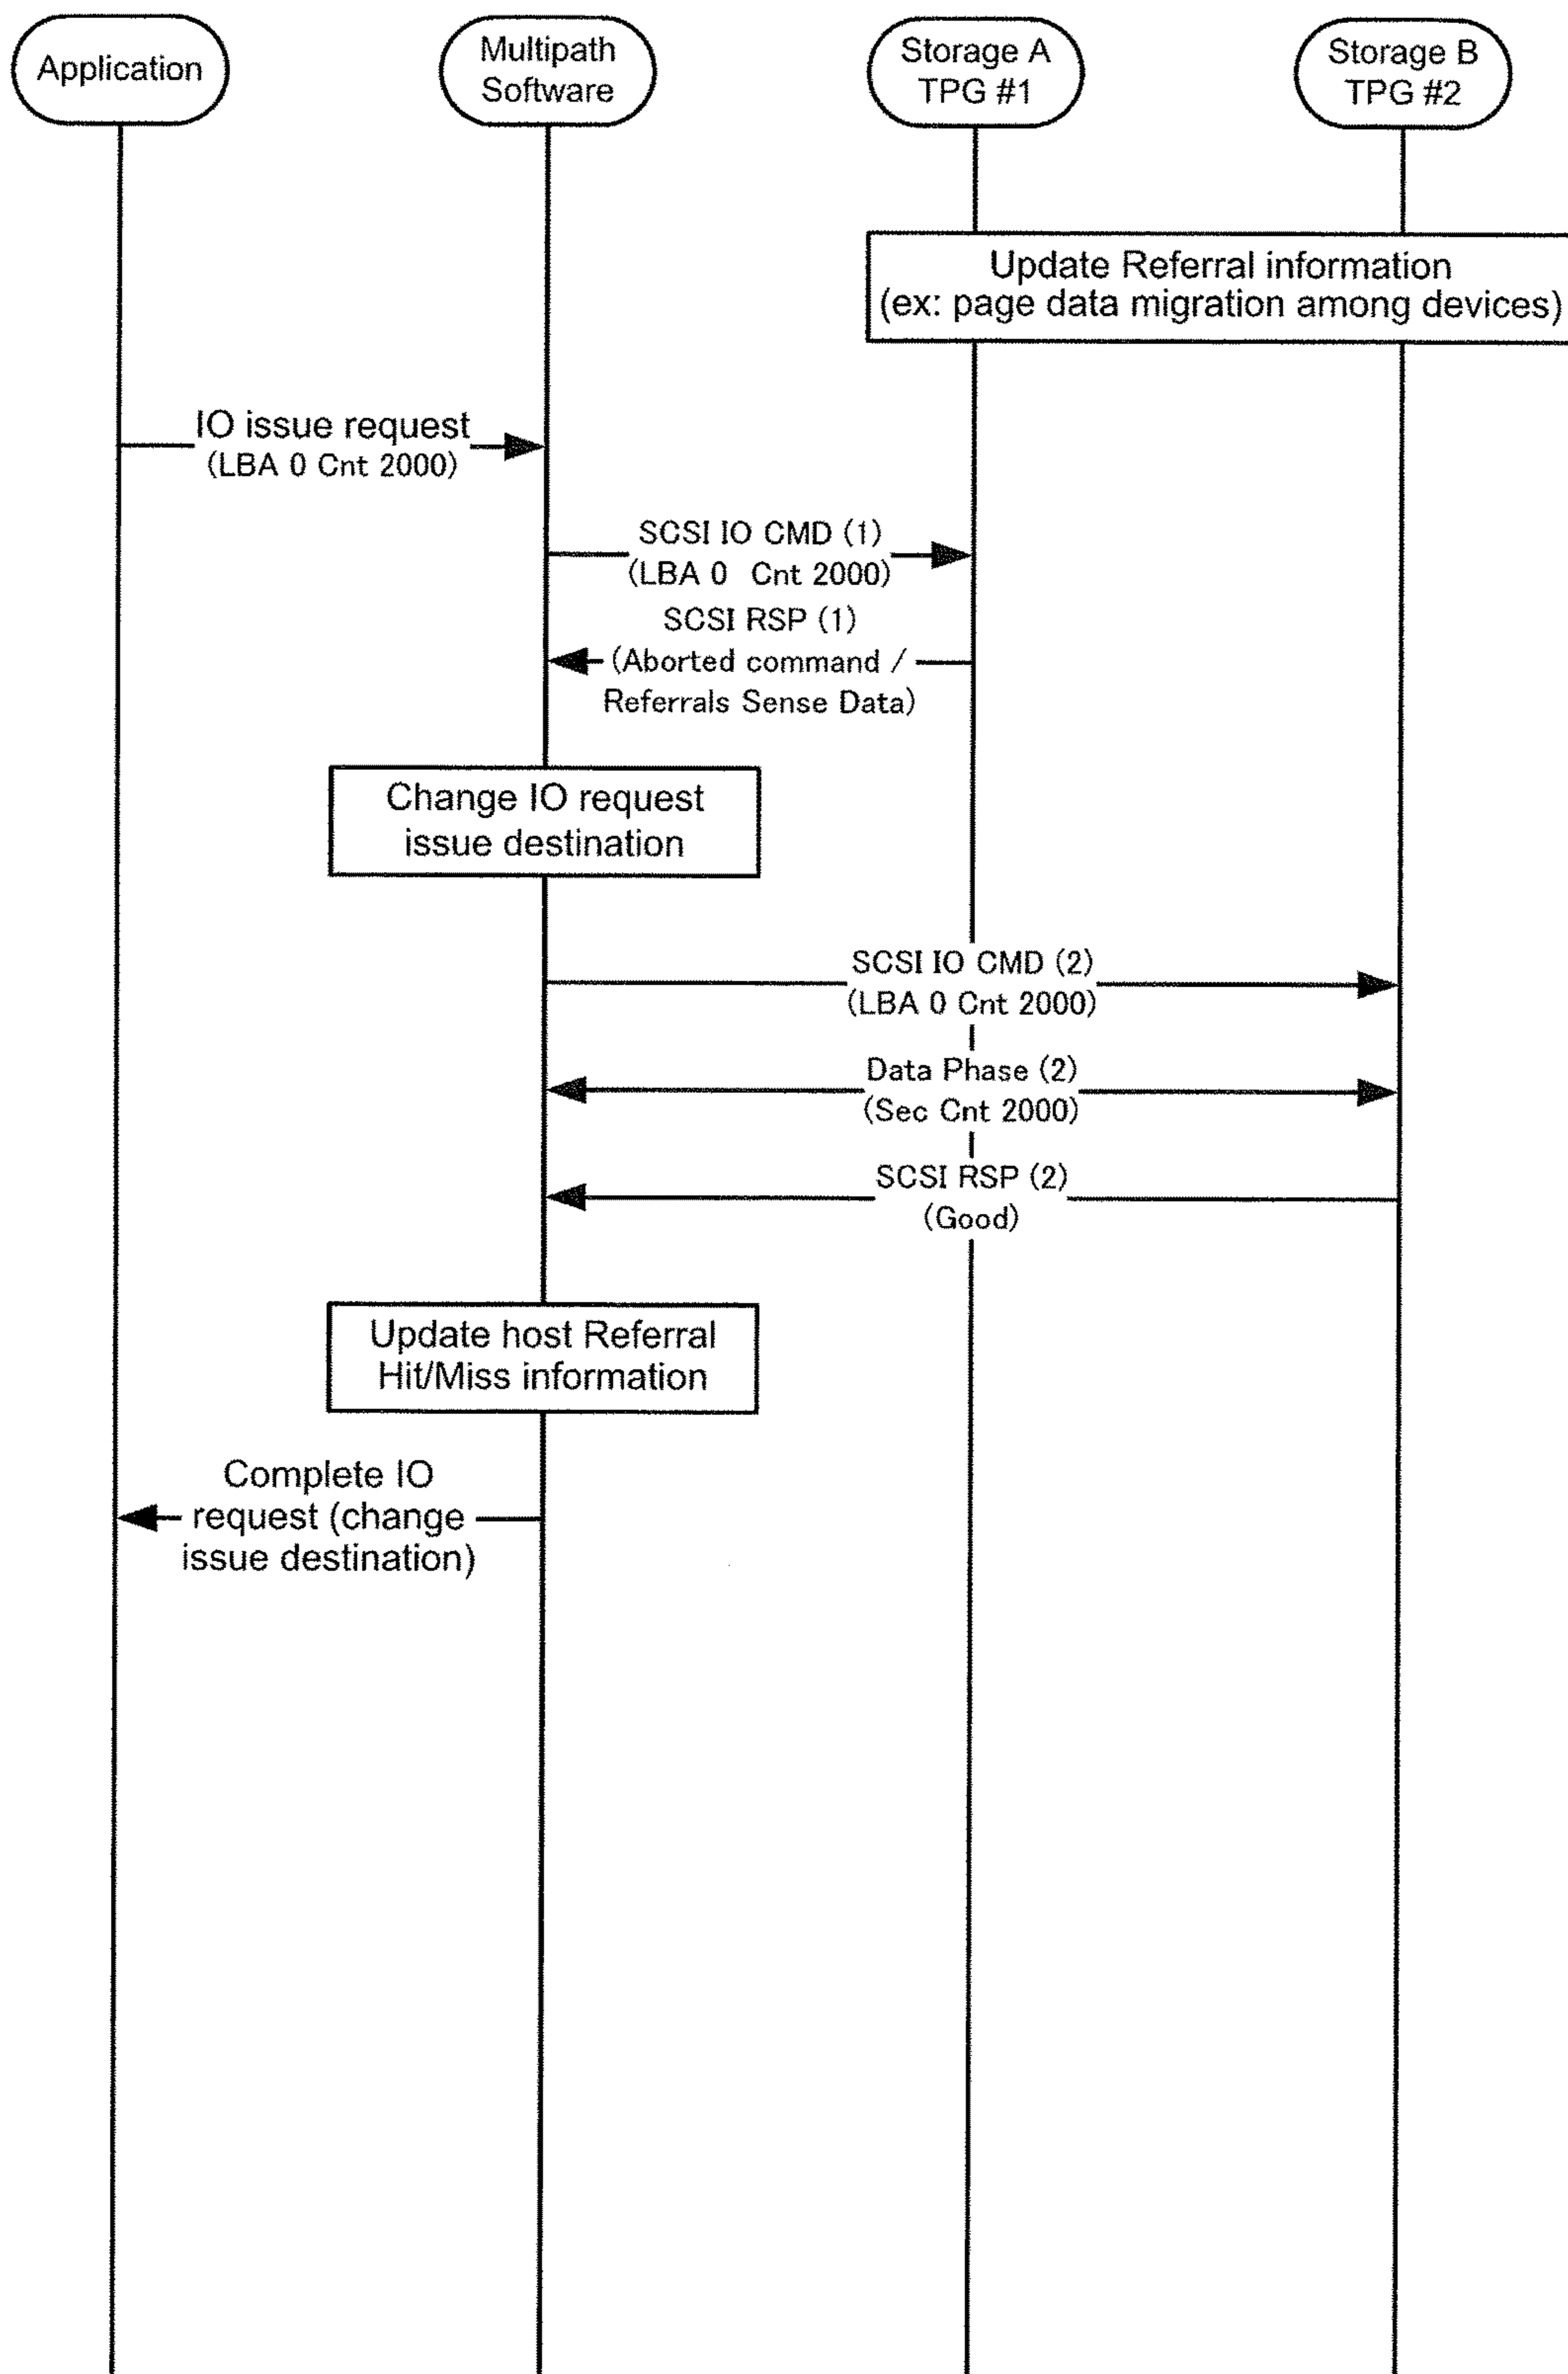 Application
Multipath
Software
Storage A
TPG #1
Storage B
TPG #2
Update Referral information
(ex: page data migration among devices)
IO issue request
(LBA 0 Cnt 2000)
SCSI IO CMD (1)
(LBA 0 Cnt 2000)
SCSI RSP (1)
(Aborted command /
Referrals Sense Data)
Change IO request
issue destination
SCSI IO CMD (2)
(LBA 0 Cnt 2000)
Data Phase (2)
(Sec Cnt 2000)
SCSI RSP (2)
(Good)
Update host Referral
Hit/Miss information
Complete IO
request (change
issue destination)